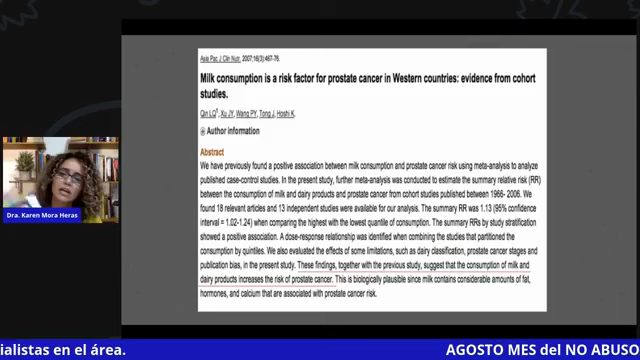 Asia Pac J Clin Nutr. 2007;16(3):467-76.
Milk consumption is a risk factor for prostate cancer in Western countries: evidence from cohort
studies.
Qin LQ, Xu JY, Wang PY, Tong J, Hoshi K.
Author information
Abstract
We have previously found a positive association between milk consumption and prostate cancer risk using meta-analysis to analyze
published case-control studies. In the present study, further meta-analysis was conducted to estimate the summary relative risk (RR)
between the consumption of milk and dairy products and prostate cancer from cohort studies published between 1966- 2006. We
found 18 relevant articles and 13 independent studies were available for our analysis. The summary RR was 1.13 (95% confidence
interval = 1.02-1.24) when comparing the highest with the lowest quantile of consumption. The summary RRs by study stratification
showed a positive association. A dose-response relationship was identified when combining the studies that partitioned the
consumption by quintiles. We also evaluated the effects of some limitations, such as dairy classification, prostate cancer stages and
publication bias, in the present study. These findings, together with the previous study, suggest that the consumption of milk and
dairy products increases the risk of prostate cancer. This is biologically plausible since milk contains considerable amounts of fat,
hormones, and calcium that are associated with prostate cancer risk.
Dra. Karen Mora Heras
ialistas en el área.
AGOSTO MES del NO ABUSO